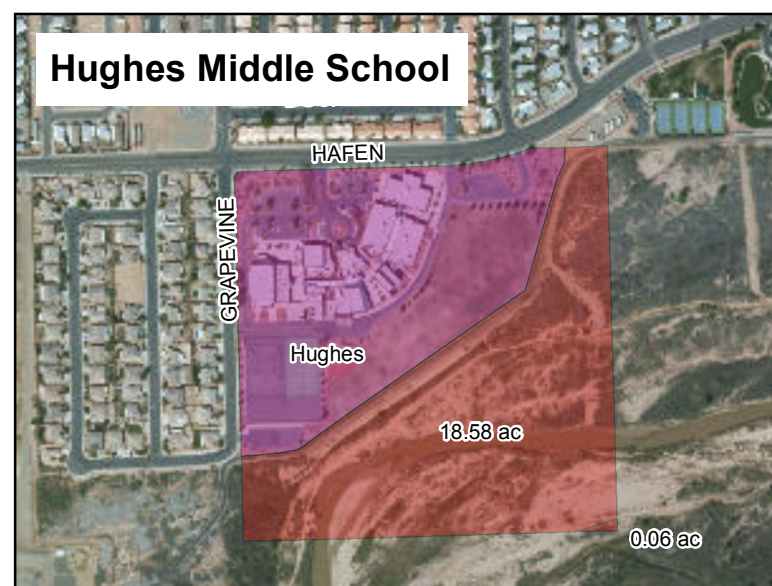 Hughes Middle School
HAFEN
GRAPEVINE
Hughes
18.58 ac
0.06 ac